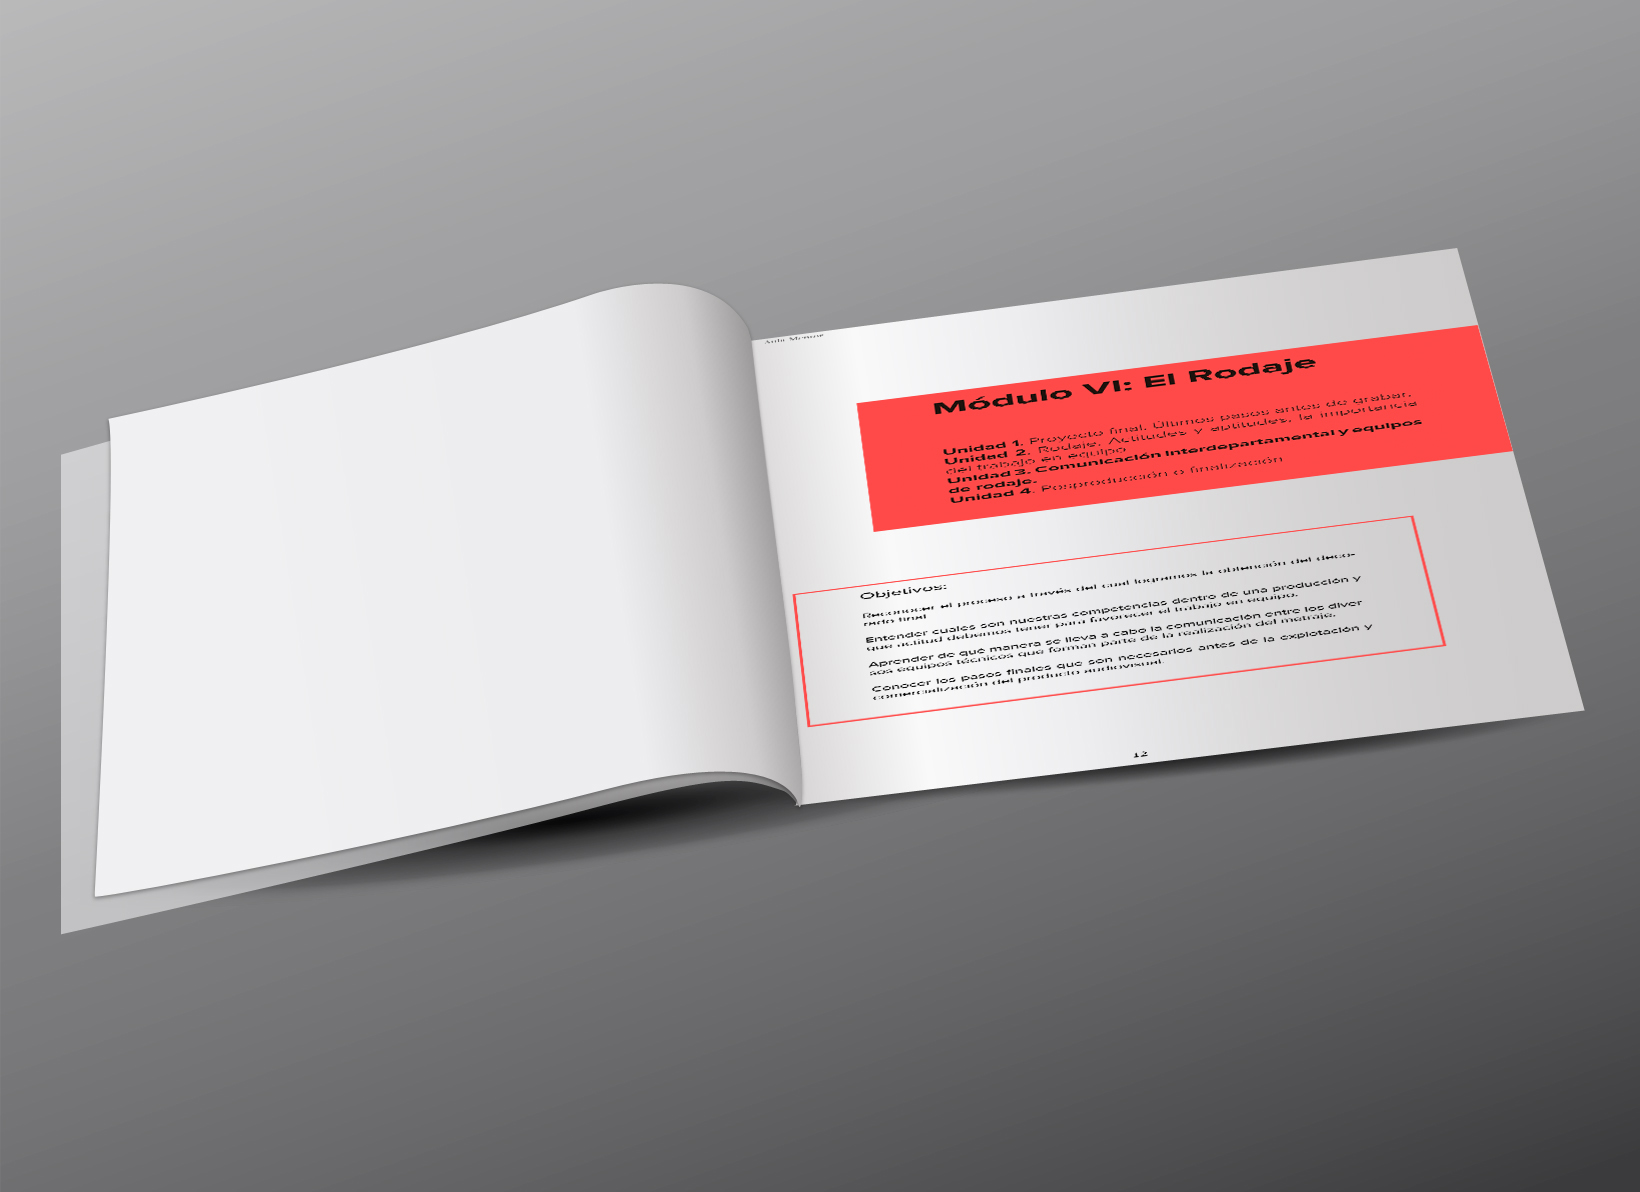 Módulo VI: El Rodaje
Unidad 1. Proyecto final. Últimos pasos antes de grabar.
Unidad 2. Rodaje. Actitudes y aptitudes, la importancia
del trabajo en equipo
Unidad 3. Comunicación interdepartamental y equipos
de rodaje.
Unidad 4. Posproducción o finalización
Objetivos:
Reconocer el proceso a través del cual logramos la obtención del deco-
rado final
Entender cuales son nuestras competencias dentro de una producción y
que actitud debemos tener para favorecer el trabajo en equipo.
Aprender de qué manera se lleva a cabo la comunicación entre los diver
sos equipos técnicos que forman parte de la realización del metraje.
Conocer los pasos finales que son necesarios antes de la explotación y
comercialización del producto audiovisual.
12